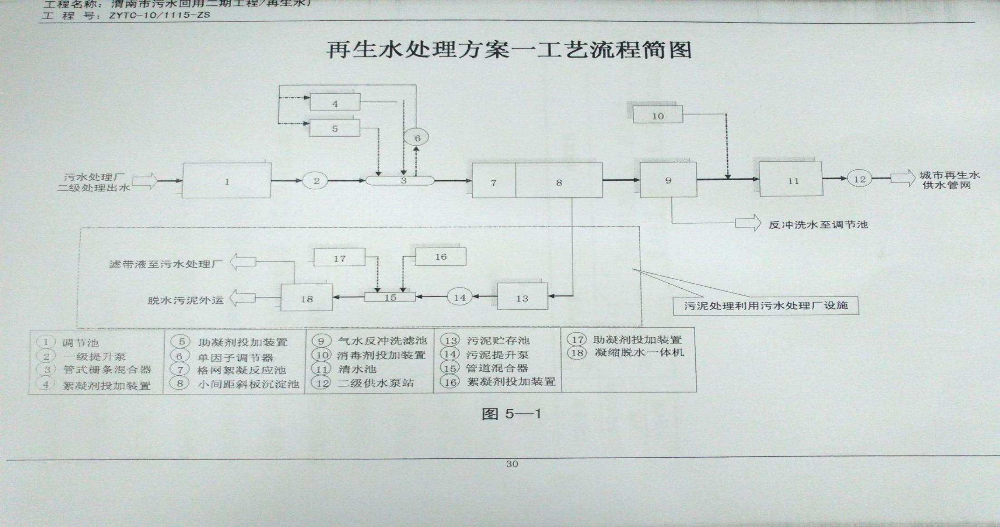 工程名称：渭南市污水回用二期工程/再生水厂
工 程 号：ZYTC-10/1115-ZS
再生水处理方案一工艺流程简图
4
5
6
10
污水处理厂
二级处理出水
1
2
3
7
8
9
11
12
城市再生水
供水管网
反冲洗水至调节池
滤带液至污水处理厂
17
16
脱水污泥外运
18
15
14
13
污泥处理利用污水处理厂设施
1 调节池
2 一级提升泵
3 管式栅条混合器
4 絮凝剂投加装置
5 助凝剂投加装置
6 单因子调节器
7 格网絮凝反应池
8 小间距斜板沉淀池
9 气水反冲洗滤池
10 消毒剂投加装置
11 清水池
12 二级供水泵站
13 污泥贮存池
14 污泥提升泵
15 管道混合器
16 絮凝剂投加装置
17 助凝剂投加装置
18 凝缩脱水一体机
图 5—1
30